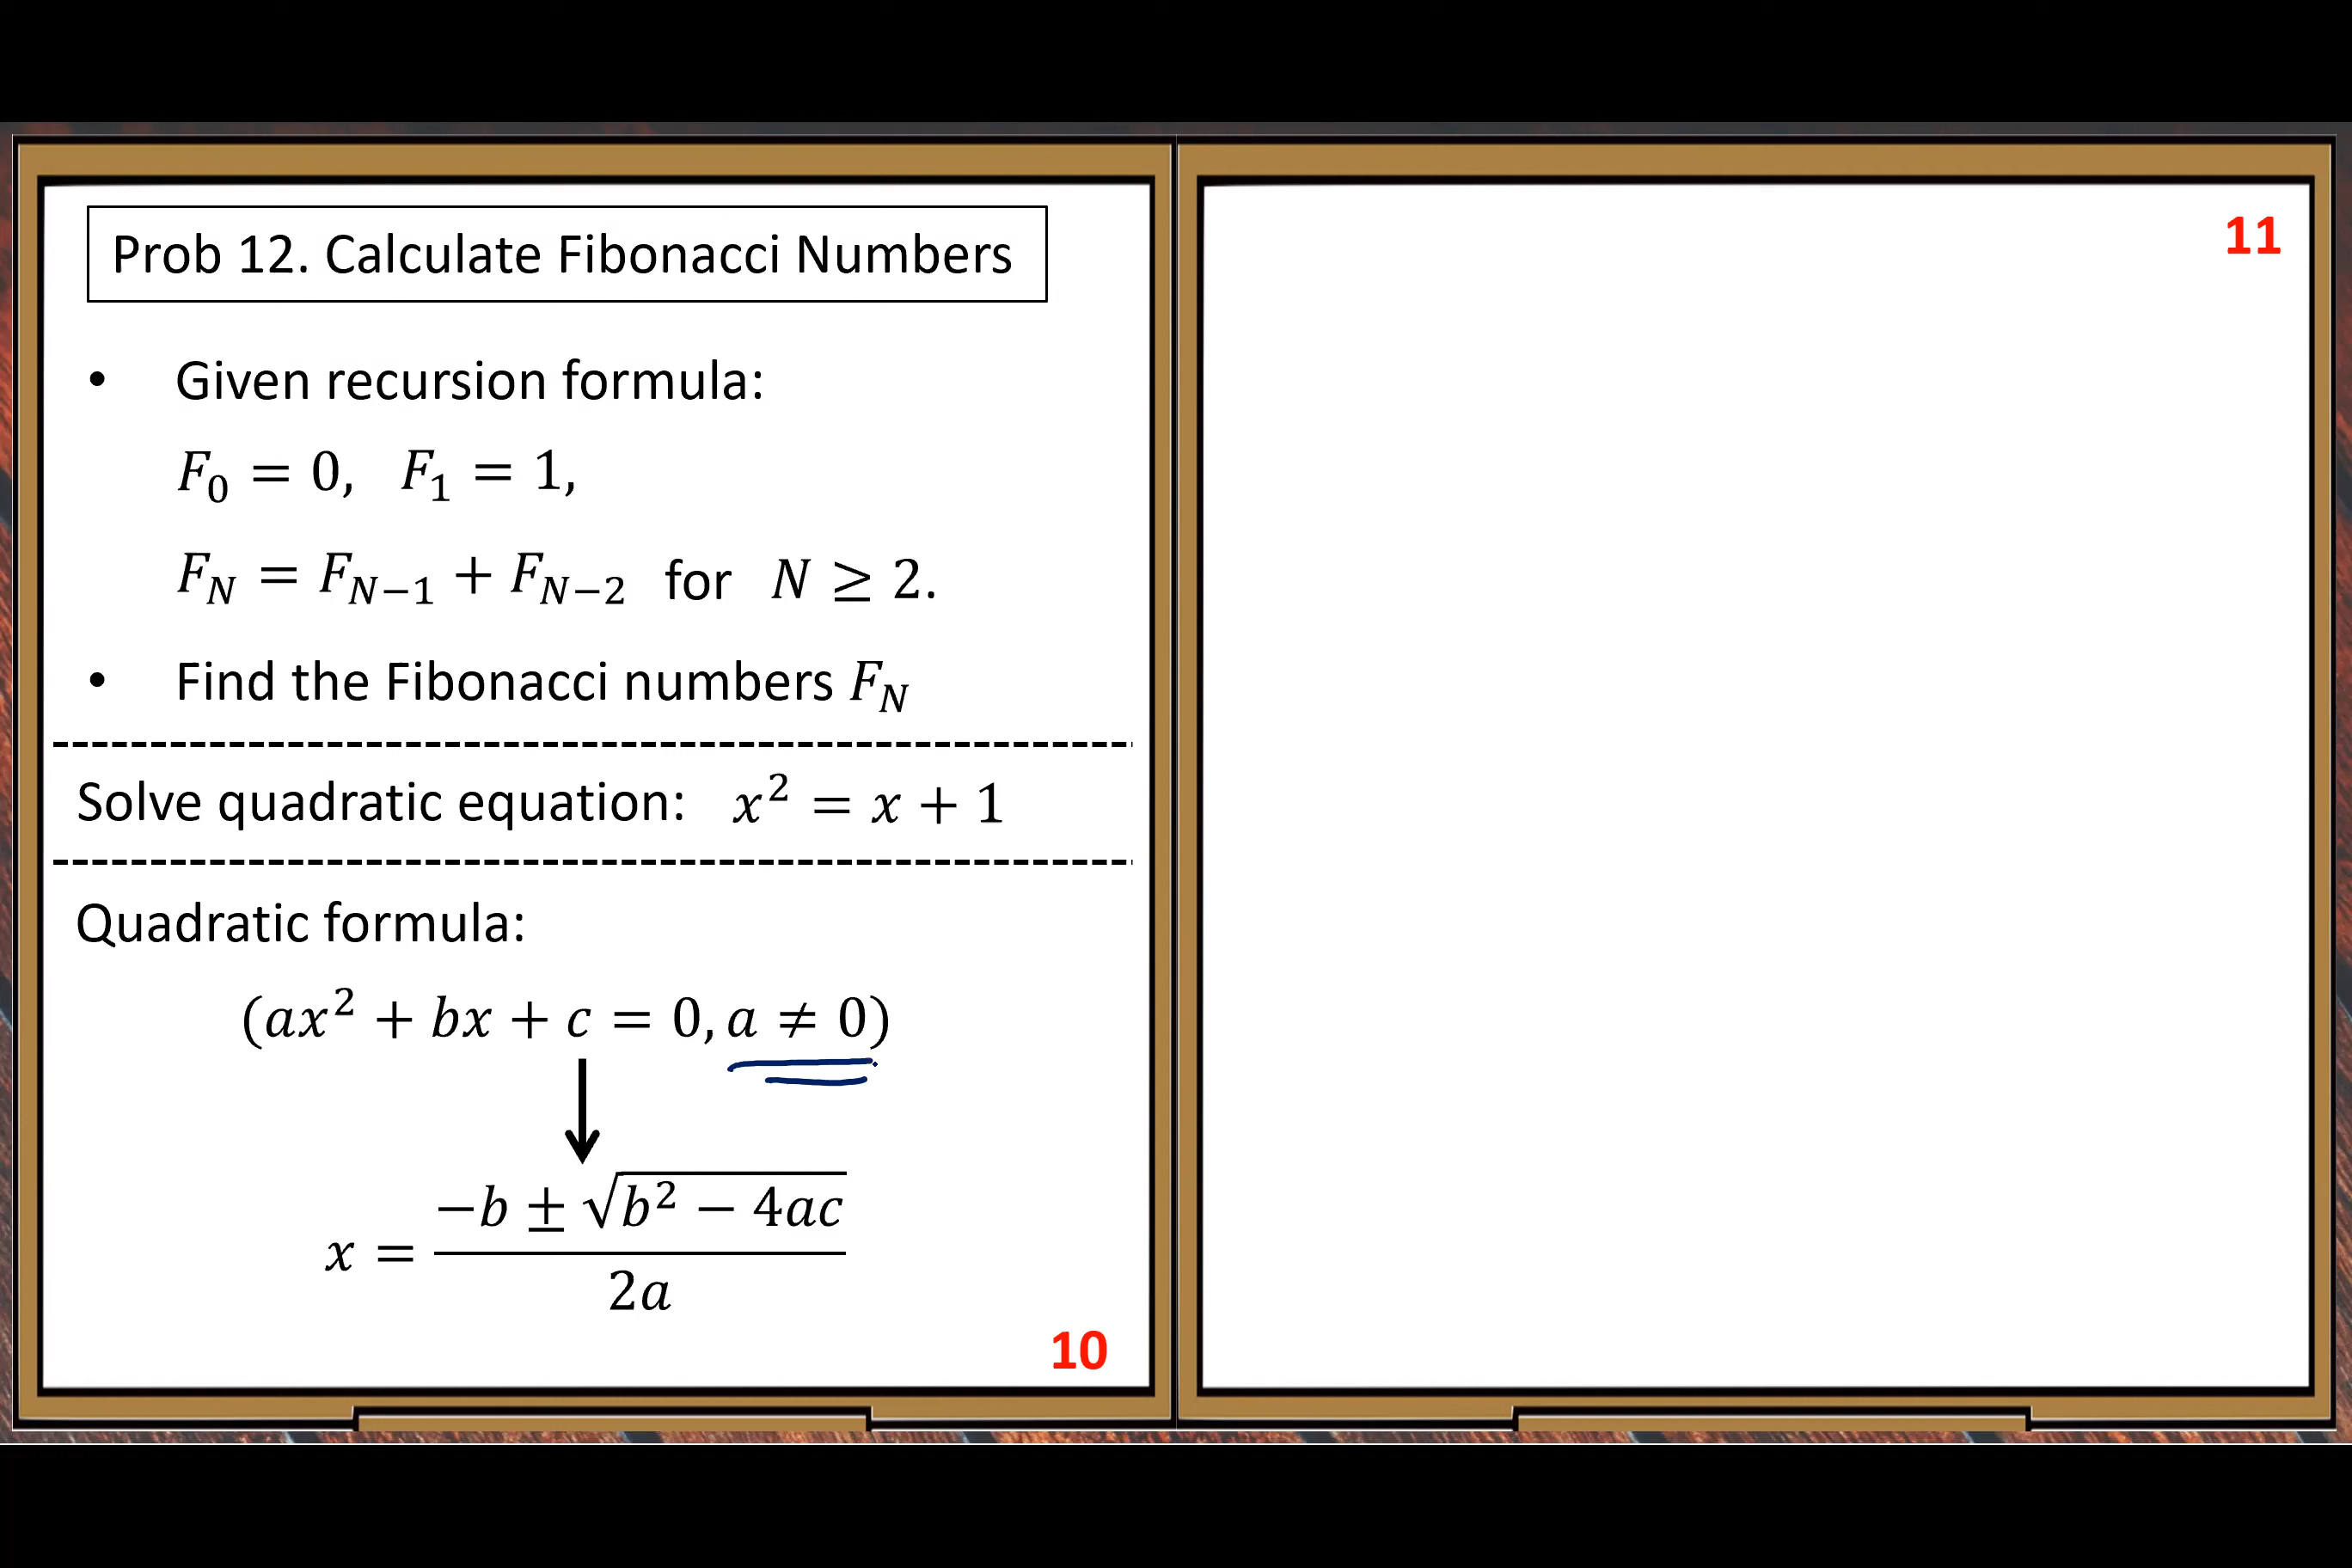 Prob 12. Calculate Fibonacci Numbers
• Given recursion formula:
F₀ = 0, F₁ = 1,
F_N = F_{N−1} + F_{N−2} for N ≥ 2.
• Find the Fibonacci numbers F_N
Solve quadratic equation: x² = x + 1
Quadratic formula:
(ax² + bx + c = 0, a ≠ 0)
x = \frac{−b ± √(b² − 4ac)}{2a}
10
11